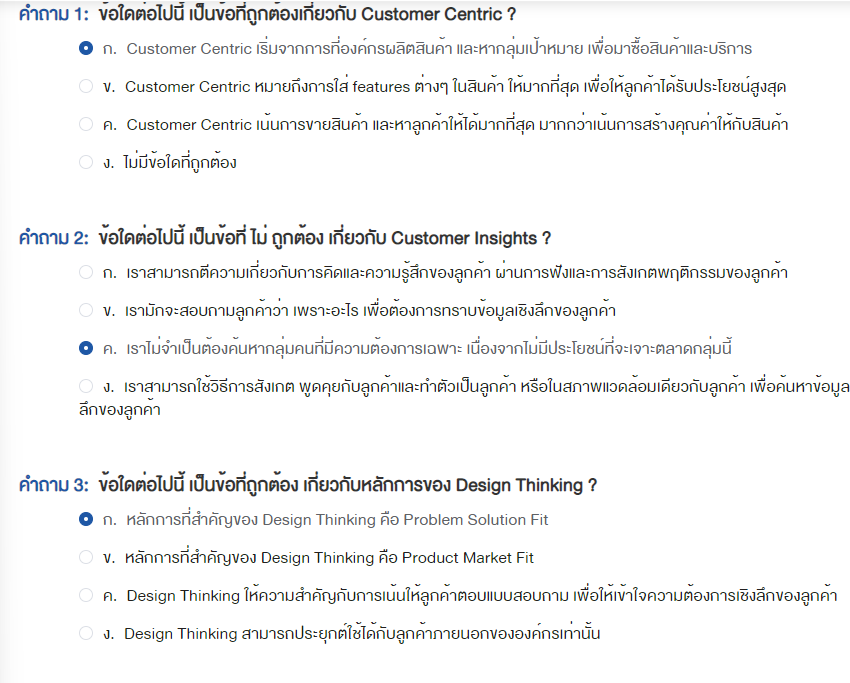 คำถาม 1: ข้อใดต่อไปนี้ เป็นข้อที่ถูกต้องเกี่ยวกับ Customer Centric ?
ก. Customer Centric เริ่มจากการที่องค์กรผลิตสินค้า และหากลุ่มเป้าหมาย เพื่อมาซื้อสินค้าและบริการ
ข. Customer Centric หมายถึงการใส่ features ต่างๆ ในสินค้า ให้มากที่สุด เพื่อให้ลูกค้าได้รับประโยชน์สูงสุด
ค. Customer Centric เน้นการขายสินค้า และหาลูกค้าให้ได้มากที่สุด มากกว่าเน้นการสร้างคุณค่าให้กับสินค้า
ง. ไม่มีข้อใดที่ถูกต้อง
คำถาม 2: ข้อใดต่อไปนี้ เป็นข้อที่ ไม่ ถูกต้อง เกี่ยวกับ Customer Insights ?
ก. เราสามารถตีความเกี่ยวกับการคิดและความรู้สึกของลูกค้า ผ่านการฟังและการสังเกตพฤติกรรมของลูกค้า
ข. เรามักจะสอบถามลูกค้าว่า เพราะอะไร เพื่อต้องการทราบข้อมูลเชิงลึกของลูกค้า
ค. เราไม่จำเป็นต้องค้นหากลุ่มคนที่มีความต้องการเฉพาะ เนื่องจากไม่มีประโยชน์ที่จะเจาะตลาดกลุ่มนี้
ง. เราสามารถใช้วิธีการสังเกต พูดคุยกับลูกค้าและทำตัวเป็นลูกค้า หรือในสภาพแวดล้อมเดียวกับลูกค้า เพื่อค้นหาข้อมูล
ลึกของลูกค้า
คำถาม 3: ข้อใดต่อไปนี้ เป็นข้อที่ถูกต้อง เกี่ยวกับหลักการของ Design Thinking ?
ก. หลักการที่สำคัญของ Design Thinking คือ Problem Solution Fit
ข. หลักการที่สำคัญของ Design Thinking คือ Product Market Fit
ค. Design Thinking ให้ความสำคัญกับการเน้นให้ลูกค้าตอบแบบสอบถาม เพื่อให้เข้าใจความต้องการเชิงลึกของลูกค้า
ง. Design Thinking สามารถประยุกต์ใช้ได้กับลูกค้าภายนอกขององค์กรเท่านั้น